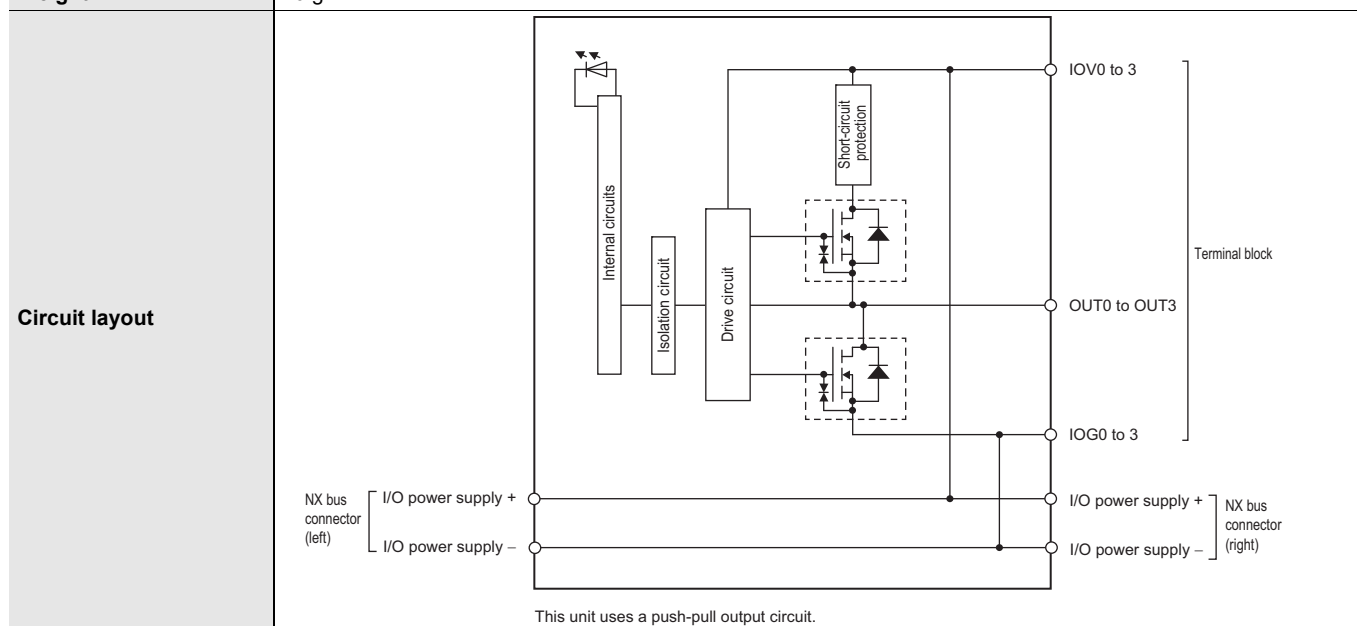 Circuit layout
IOV0 to 3
Short-circuit
protection
Internal circuits
Isolation circuit
Drive circuit
Terminal block
OUT0 to OUT3
IOG0 to 3
NX bus
connector
(left)
I/O power supply +
I/O power supply –
I/O power supply +
I/O power supply –
NX bus
connector
(right)
This unit uses a push-pull output circuit.